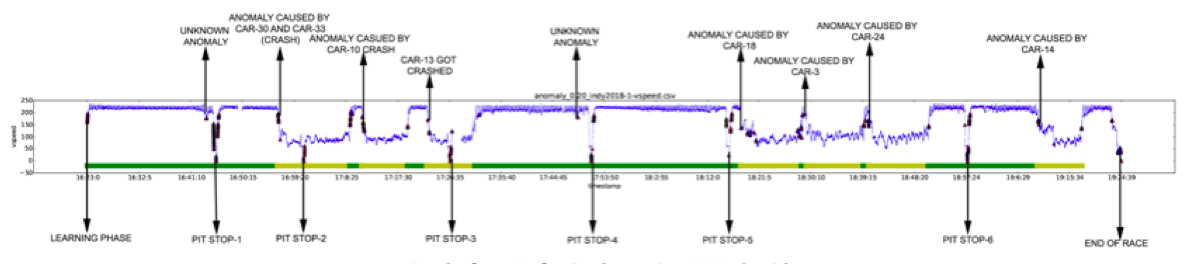 ANOMALY CAUSED BY
CAR-30 AND CAR-33
(CRASH)
UNKNOWN
ANOMALY
ANOMALY CASUED BY
CAR-10 CRASH
CAR-13 GOT
CRASHED
UNKNOWN
ANOMALY
ANOMALY CAUSED BY
CAR-18
ANOMALY CAUSED BY
CAR-3
ANOMALY CAUSED BY
CAR-24
ANOMALY CAUSED BY
CAR-14
anomaly_0:20_indy2018-1-vspeed.csv
vspeed
250
200
150
100
50
0
−50
16:23:0 16:32:5 16:41:10 16:50:15 16:59:20 17:8:25 17:17:30 17:26:35 17:35:40 17:44:45 17:53:50 18:2:55 18:12:0 18:21:5 18:30:10 18:39:15 18:48:20 18:57:24 19:6:29 19:15:34 19:24:39
timestamp
LEARNING PHASE
PIT STOP-1
PIT STOP-2
PIT STOP-3
PIT STOP-4
PIT STOP-5
PIT STOP-6
END OF RACE